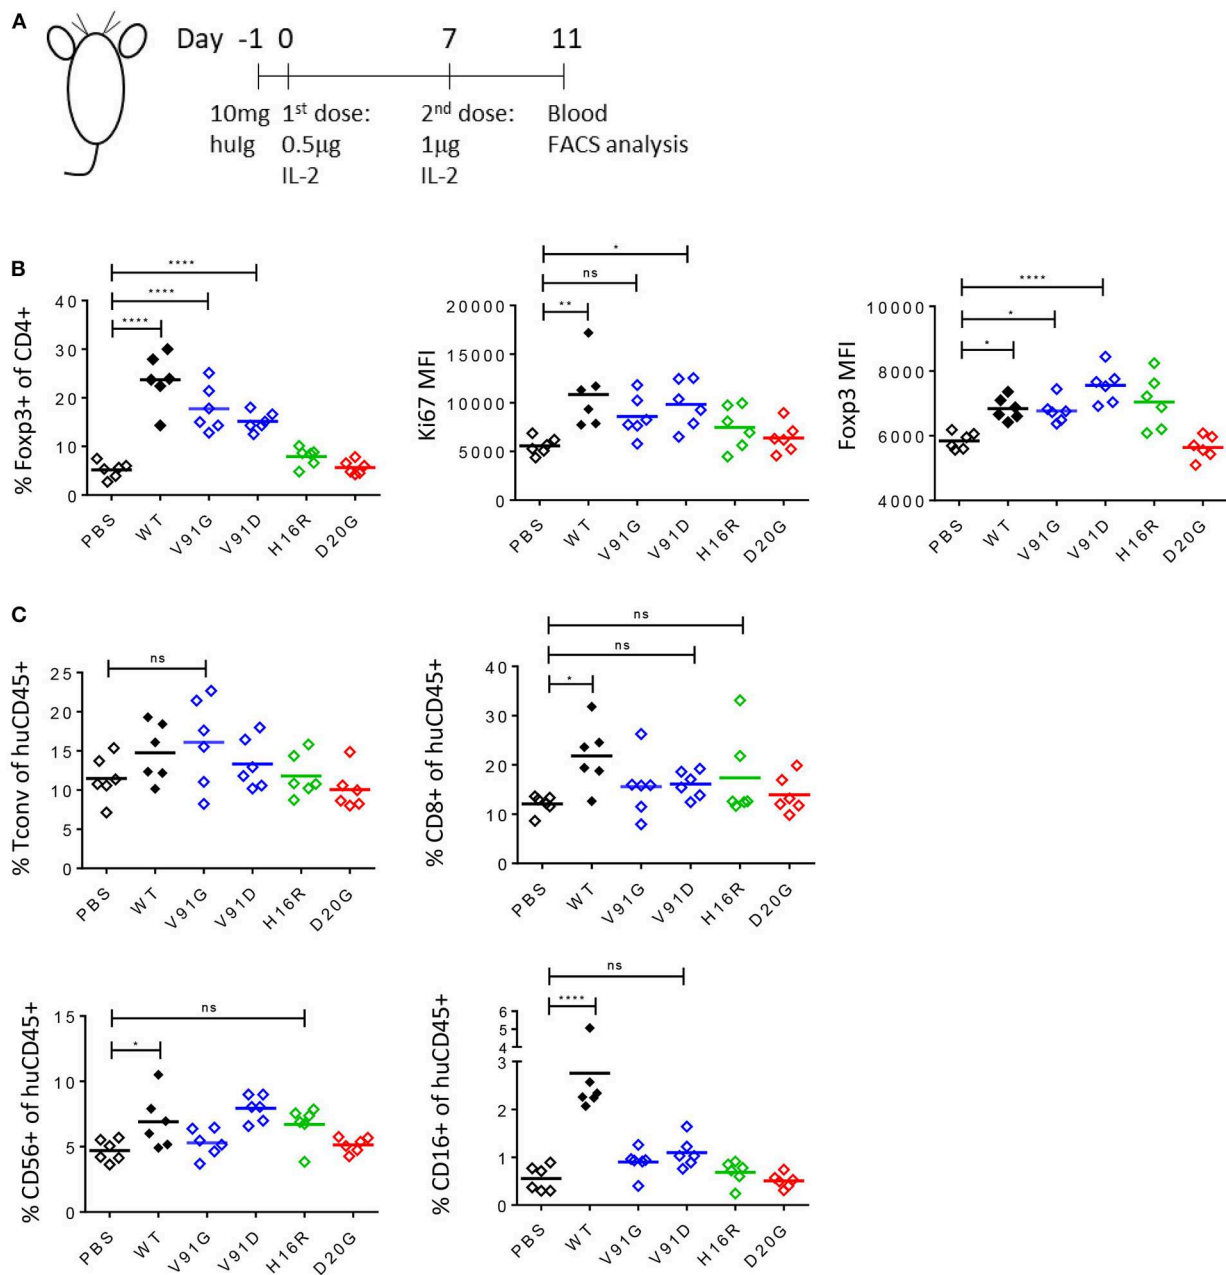 A
Day -1 0 7 11
10mg 1st dose: 2nd dose: Blood
huIg 0.5µg 1µg FACS analysis
IL-2 IL-2
B
% Foxp3+ of CD4+
****
****
****
40
30
20
10
0
PBS WT V91G V91D H16R D20G
Ki67 MFI
*
ns
**
20000
15000
10000
5000
0
PBS WT V91G V91D H16R D20G
Foxp3 MFI
****
*
*
10000
8000
6000
4000
PBS WT V91G V91D H16R D20G
C
% Tconv of huCD45+
ns
25
20
15
10
5
0
PBS WT V91G V91D H16R D20G
% CD8+ of huCD45+
ns
ns
*
40
30
20
10
0
PBS WT V91G V91D H16R D20G
% CD56+ of huCD45+
ns
*
15
10
5
0
PBS WT V91G V91D H16R D20G
% CD16+ of huCD45+
ns
****
6
5
4
3
2
1
0
PBS WT V91G V91D H16R D20G